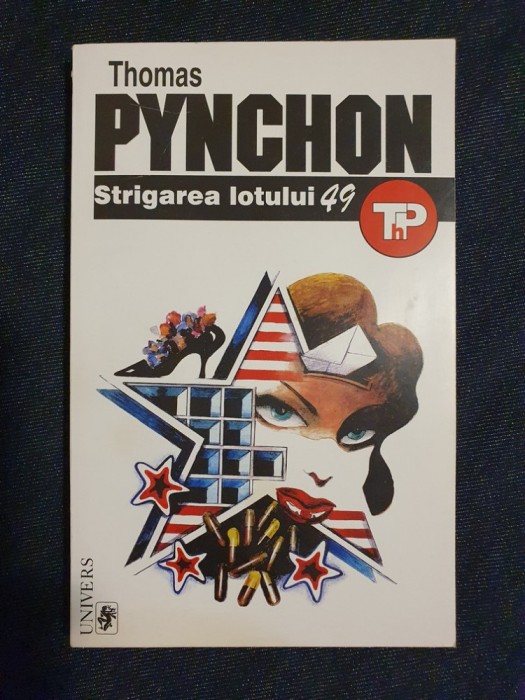 Thomas
PYNCHON
Strigarea lotului 49
ThP
UNIVERS